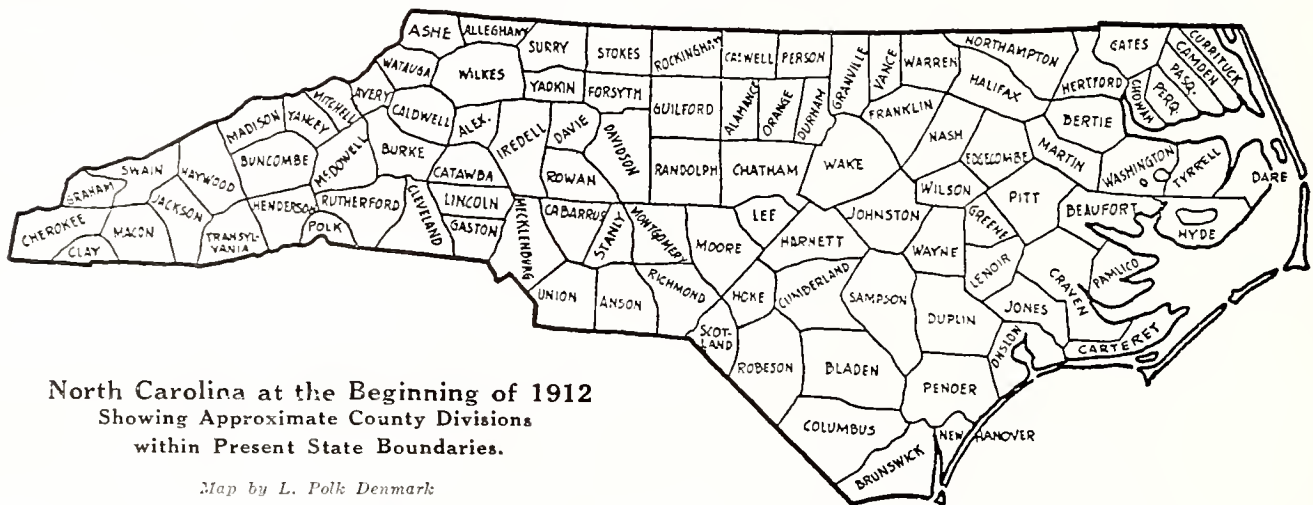 ASHE
ALLEGHANY
SURRY
STOKES
ROCKINGHAM
CASWELL
PERSON
GRANVILLE
VANCE
WARREN
NORTHAMPTON
GATES
CURRITUCK
CAMDEN
PASQ-
PERQ.
CHOWAN
HERTFORD
HALIFAX
WATAUGA
WILKES
YADKIN
FORSYTH
GUILFORD
ALAMANCE
ORANGE
DURHAM
FRANKLIN
NASH
EDGECOMBE
BERTIE
MARTIN
WASHINGTON
TYRRELL
DARE
MITCHELL
AVERY
CALDWELL
ALEX-
IREDELL
DAVIE
DAVIDSON
MADISON
YANCEY
BUNCOMBE
McDOWELL
BURKE
CATAWBA
ROWAN
RANDOLPH
CHATHAM
WAKE
WILSON
PITT
BEAUFORT
HYDE
SWAIN
HAYWOOD
GRAHAM
CHEROKEE
CLAY
MACON
JACKSON
TRANSYL-
VANIA
HENDERSON
POLK
RUTHERFORD
CLEVELAND
LINCOLN
GASTON
MECKLENBURG
CABARRUS
STANLY
MONTGOMERY
MOORE
LEE
HARNETT
JOHNSTON
WAYNE
GREENE
LENOIR
CRAVEN
PAMLICO
UNION
ANSON
RICHMOND
HOKE
CUMBERLAND
SAMPSON
DUPLIN
JONES
ONSLOW
CARTERET
SCOT-
LAND
ROBESON
BLADEN
PENDER
COLUMBUS
BRUNSWICK
NEW HANOVER
North Carolina at the Beginning of 1912
Showing Approximate County Divisions
within Present State Boundaries.
Map by L. Polk Denmark